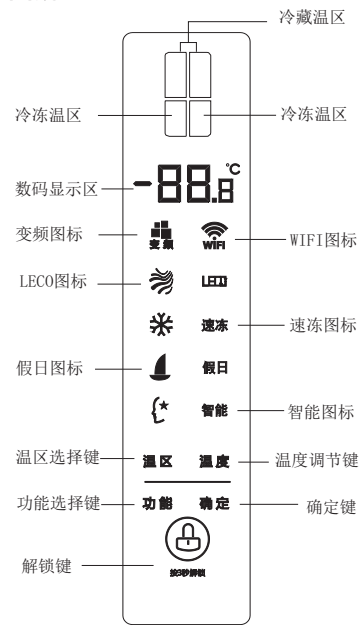 冷藏温区
冷冻温区 冷冻温区
数码显示区 -88.8℃
变频图标 变频 WiFi WIFI图标
LECO图标 LECO
速冻 速冻图标
假日图标 假日
智能 智能图标
温区选择键 温区 温度 温度调节键
功能选择键 功能 确定 确定键
解锁键 按3秒解锁